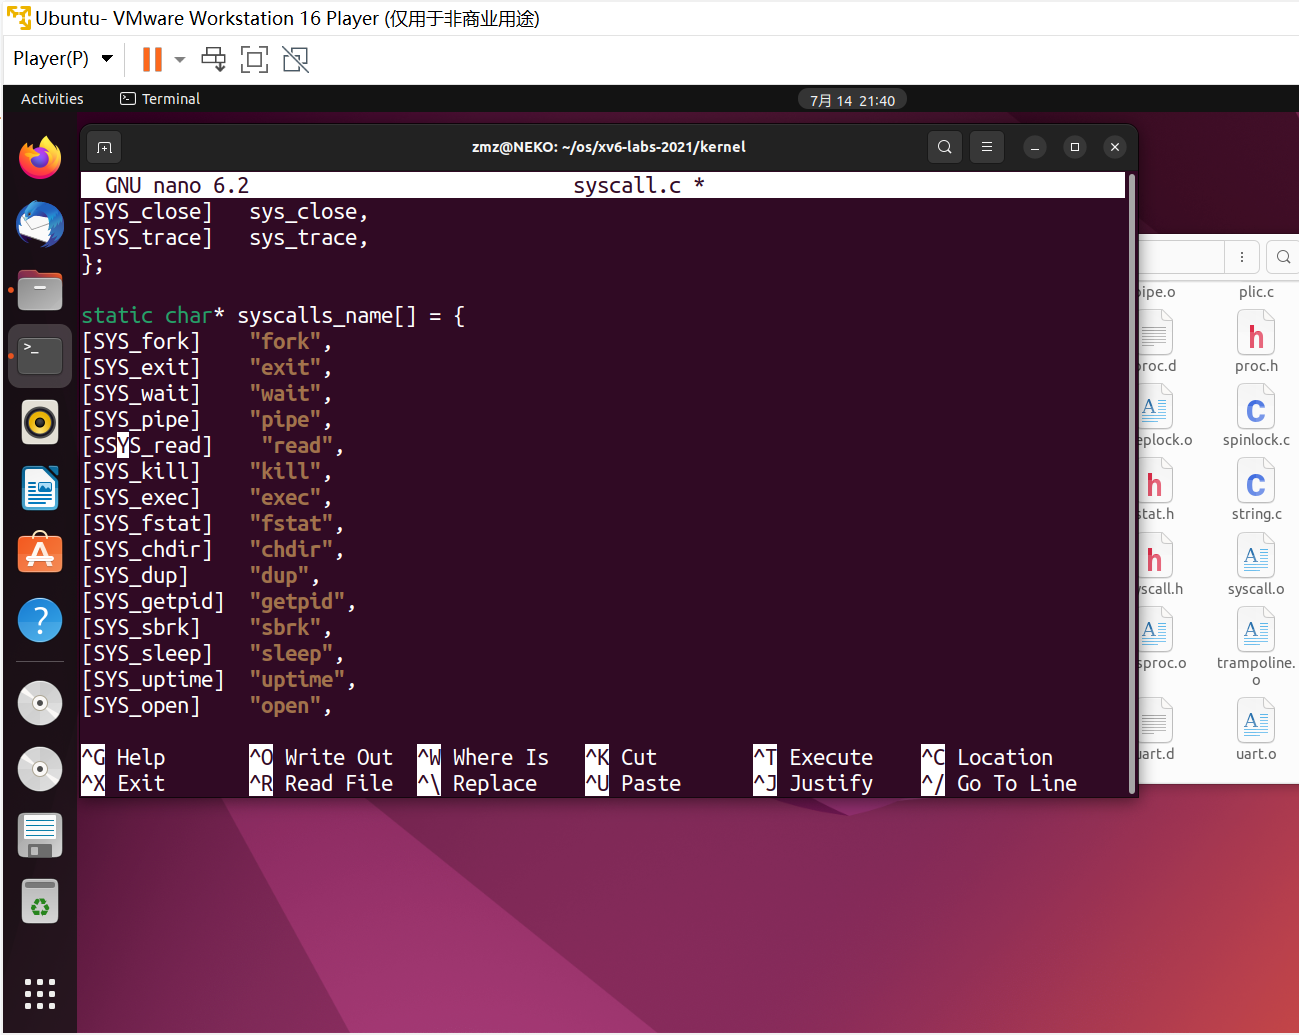 Ubuntu- VMware Workstation 16 Player (仅用于非商业用途)
Player(P)
Activities
Terminal
7月 14 21:40
zmz@NEKO: ~/os/xv6-labs-2021/kernel
GNU nano 6.2 syscall.c *
[SYS_close] sys_close,
[SYS_trace] sys_trace,
};
static char* syscalls_name[] = {
[SYS_fork] "fork",
[SYS_exit] "exit",
[SYS_wait] "wait",
[SYS_pipe] "pipe",
[SSYS_read] "read",
[SYS_kill] "kill",
[SYS_exec] "exec",
[SYS_fstat] "fstat",
[SYS_chdir] "chdir",
[SYS_dup] "dup",
[SYS_getpid] "getpid",
[SYS_sbrk] "sbrk",
[SYS_sleep] "sleep",
[SYS_uptime] "uptime",
[SYS_open] "open",
^G Help ^O Write Out ^W Where Is ^K Cut ^T Execute ^C Location
^X Exit ^R Read File ^\ Replace ^U Paste ^J Justify ^/ Go To Line
pipe.o plic.c
proc.d proc.h
eplock.o spinlock.c
stat.h string.c
yscall.h syscall.o
sproc.o trampoline.o
uart.d uart.o